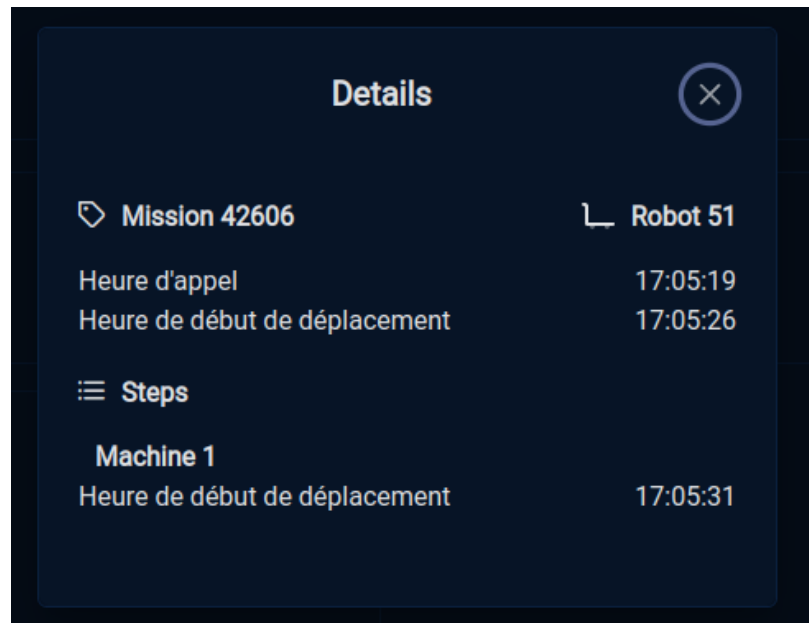 Details
Mission 42606 Robot 51
Heure d'appel 17:05:19
Heure de début de déplacement 17:05:26
Steps
Machine 1
Heure de début de déplacement 17:05:31